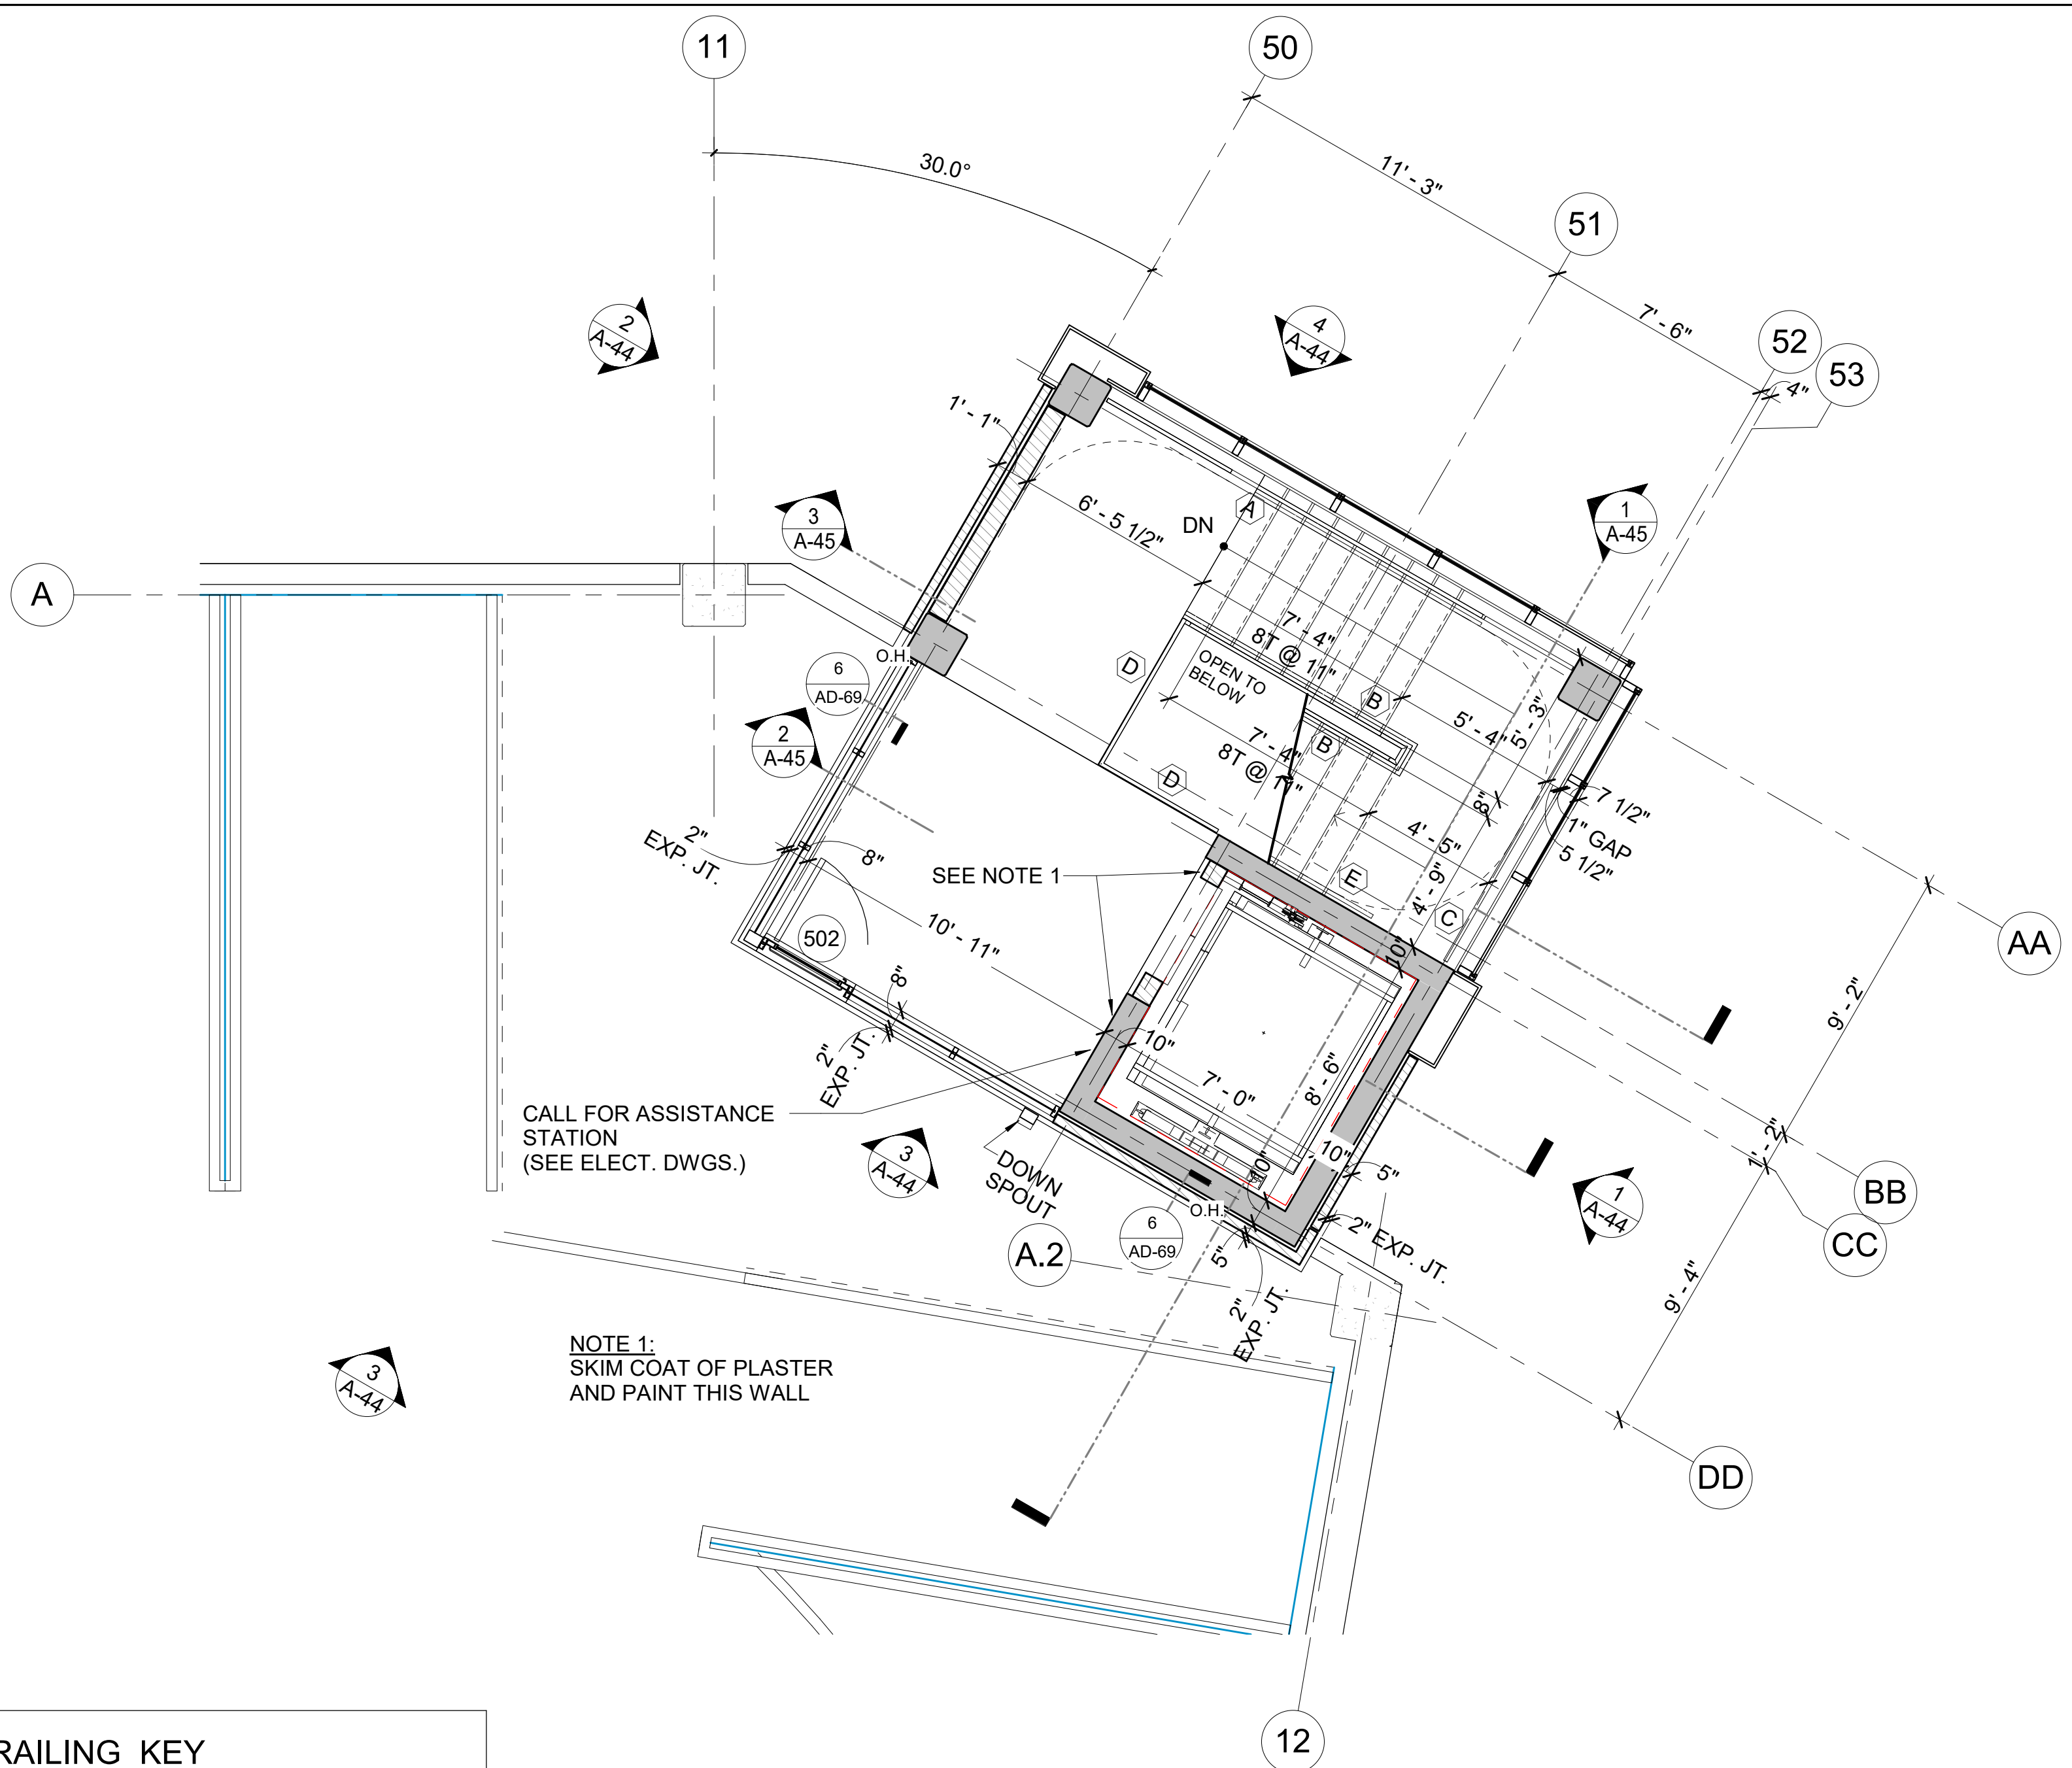 11
50
30.0°
11' - 3"
51
7' - 6"
52
53
4"
2
A-44
4
A-44
1' - 1"
3
A-45
6' - 5 1/2"
DN
A
1
A-45
A
O.H.
6
AD-69
D
OPEN TO
BELOW
7' - 4"
8T @ 11"
B
5' - 4"
5' - 3"
2
A-45
D
7' - 4"
8T @ 11"
B
8"
7 1/2"
1" GAP
5 1/2"
2"
EXP. JT.
8"
SEE NOTE 1
4' - 5"
E
4' - 9"
C
502
10' - 11"
10"
AA
8"
2"
EXP. JT.
10"
9' - 2"
CALL FOR ASSISTANCE
STATION
(SEE ELECT. DWGS.)
7' - 0"
8' - 6"
3
A-44
DOWN
SPOUT
10"
10"
5"
1' - 2"
1
A-44
BB
CC
O.H.
6
AD-69
5"
2" EXP. JT.
A.2
2"
EXP. JT.
9' - 4"
NOTE 1:
SKIM COAT OF PLASTER
AND PAINT THIS WALL
3
A-44
DD
12
RAILING KEY